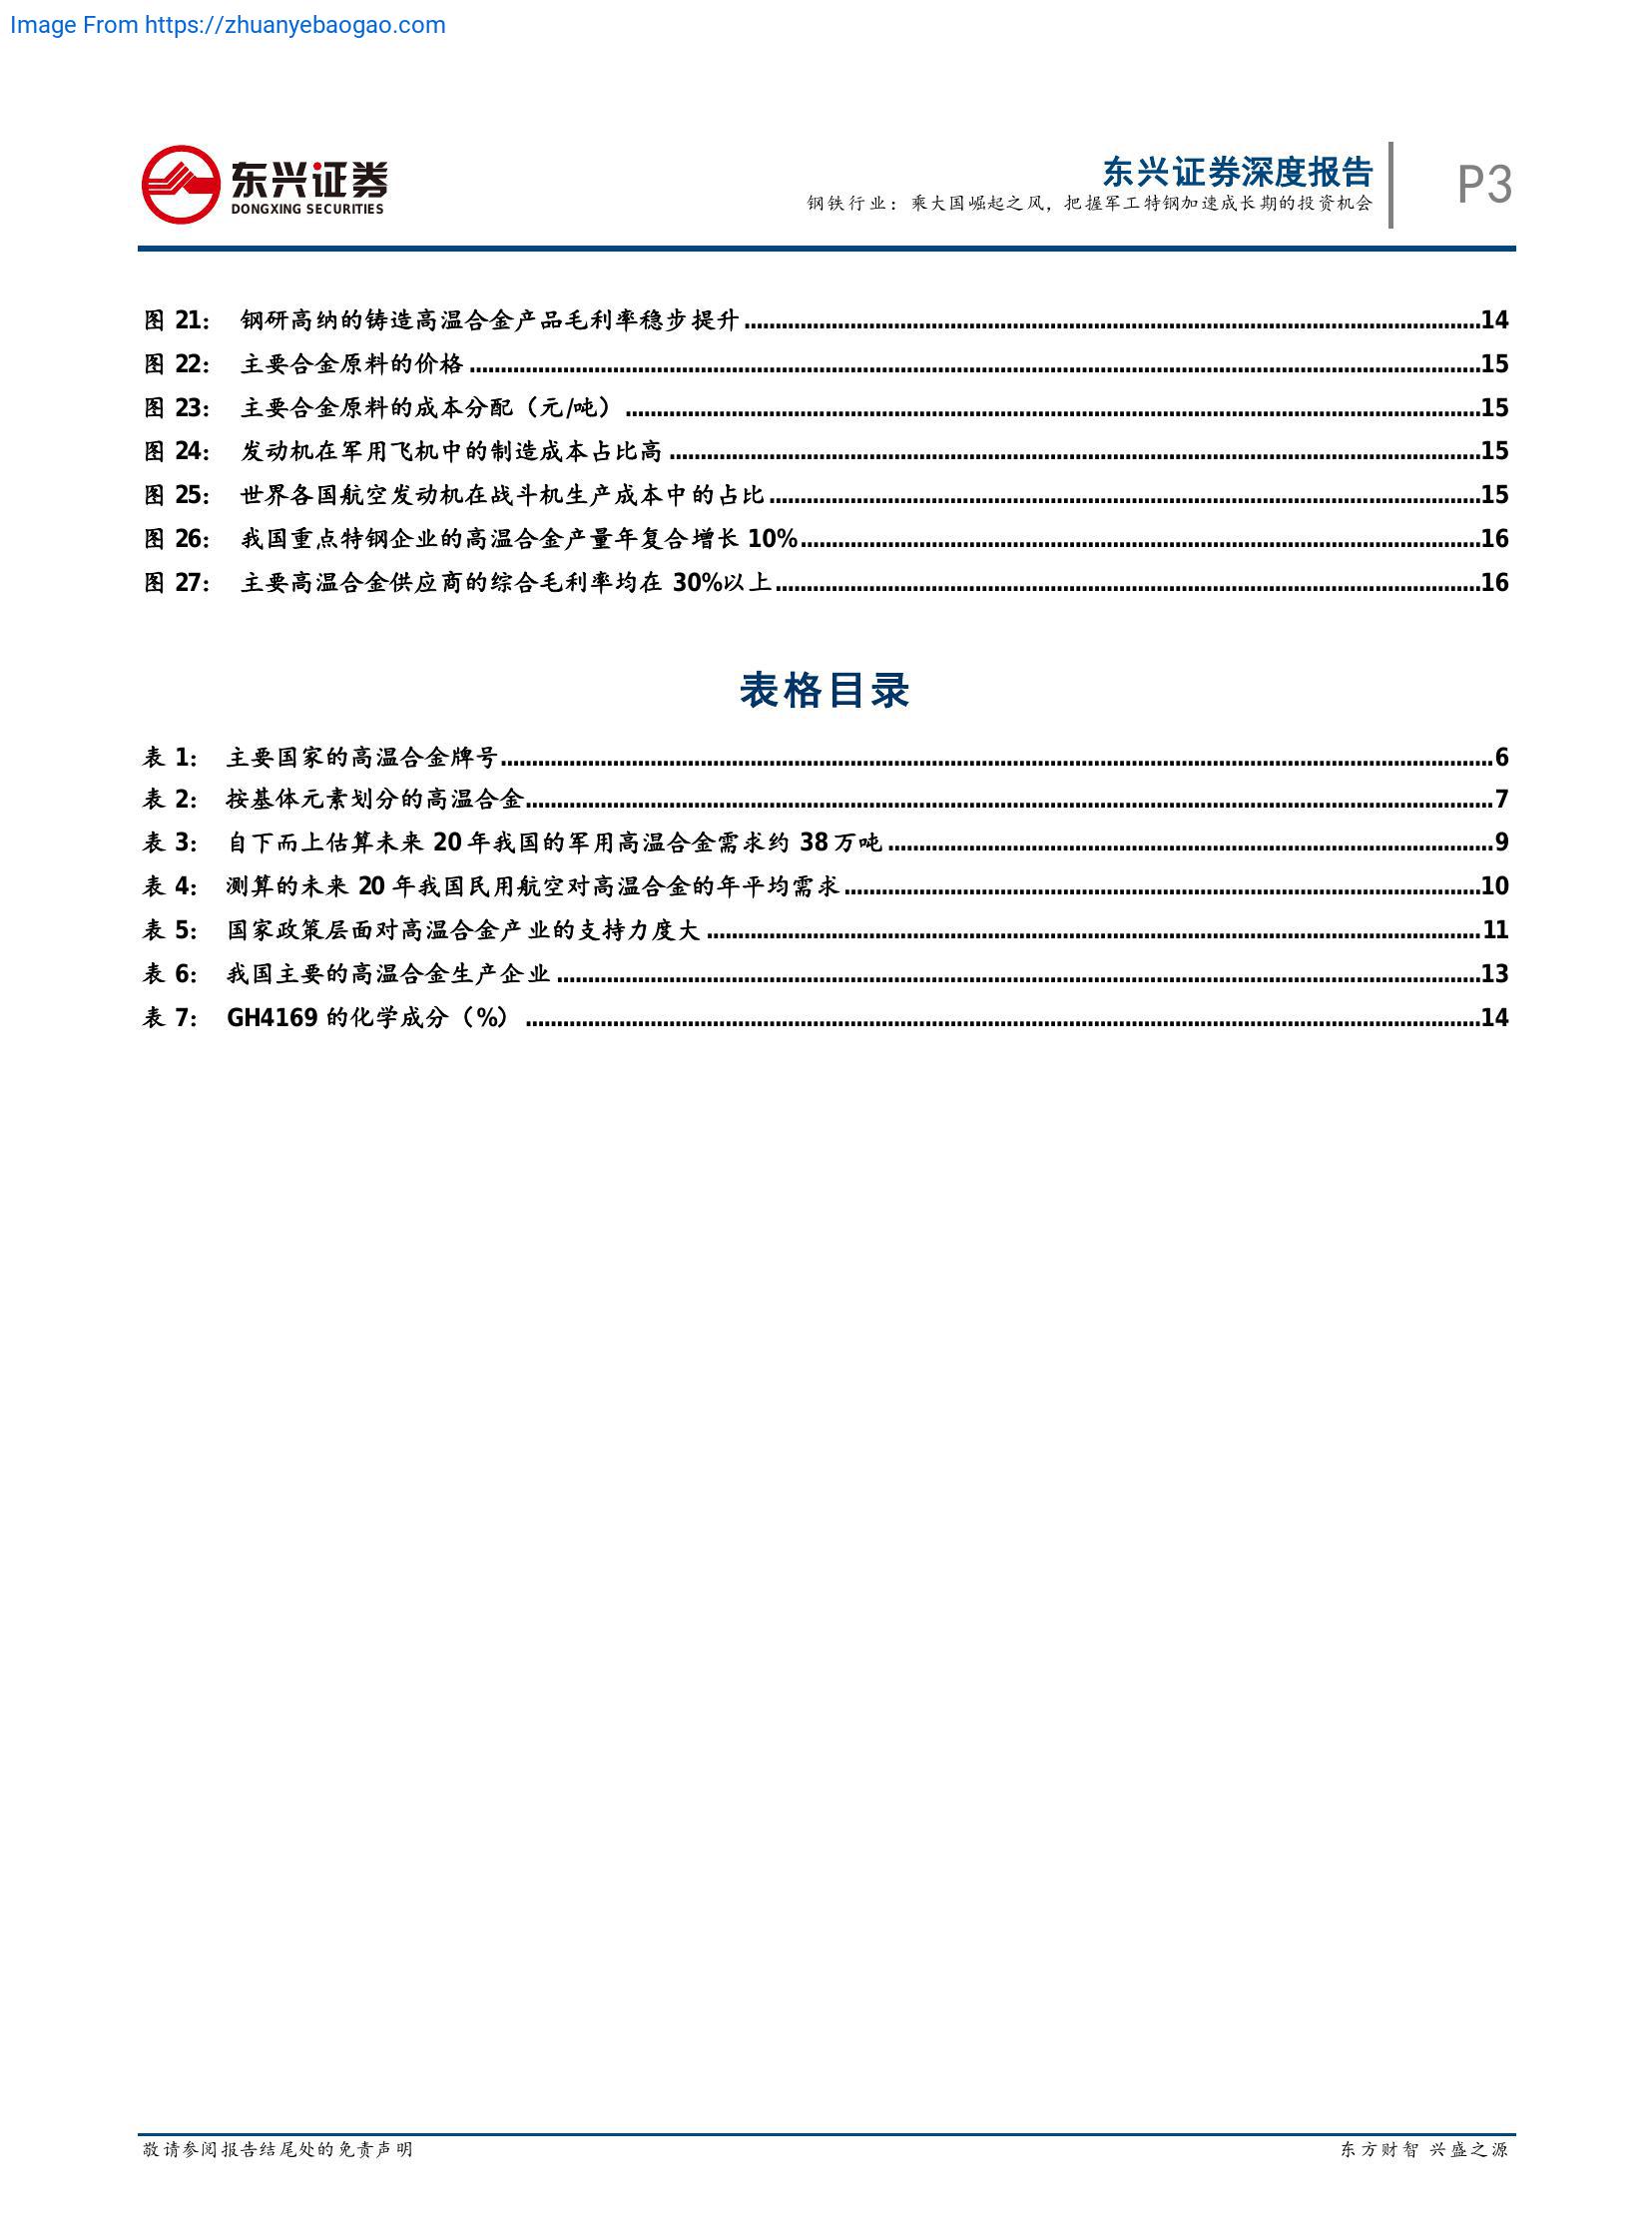 Image From https://zhuanyebaogao.com
东兴证券
DONGXING SECURITIES
东兴证券深度报告
钢铁行业：乘大国崛起之风，把握军工特钢加速成长期的投资机会
P3
图 21： 钢研高纳的铸造高温合金产品毛利率稳步提升 14
图 22： 主要合金原料的价格 15
图 23： 主要合金原料的成本分配（元/吨） 15
图 24： 发动机在军用飞机中的制造成本占比高 15
图 25： 世界各国航空发动机在战斗机生产成本中的占比 15
图 26： 我国重点特钢企业的高温合金产量年复合增长 10% 16
图 27： 主要高温合金供应商的综合毛利率均在 30%以上 16
表格目录
表 1： 主要国家的高温合金牌号 6
表 2： 按基体元素划分的高温合金 7
表 3： 自下而上估算未来 20 年我国的军用高温合金需求约 38 万吨 9
表 4： 测算的未来 20 年我国民用航空对高温合金的年平均需求 10
表 5： 国家政策层面对高温合金产业的支持力度大 11
表 6： 我国主要的高温合金生产企业 13
表 7： GH4169 的化学成分（%） 14
敬请参阅报告结尾处的免责声明
东方财智 兴盛之源